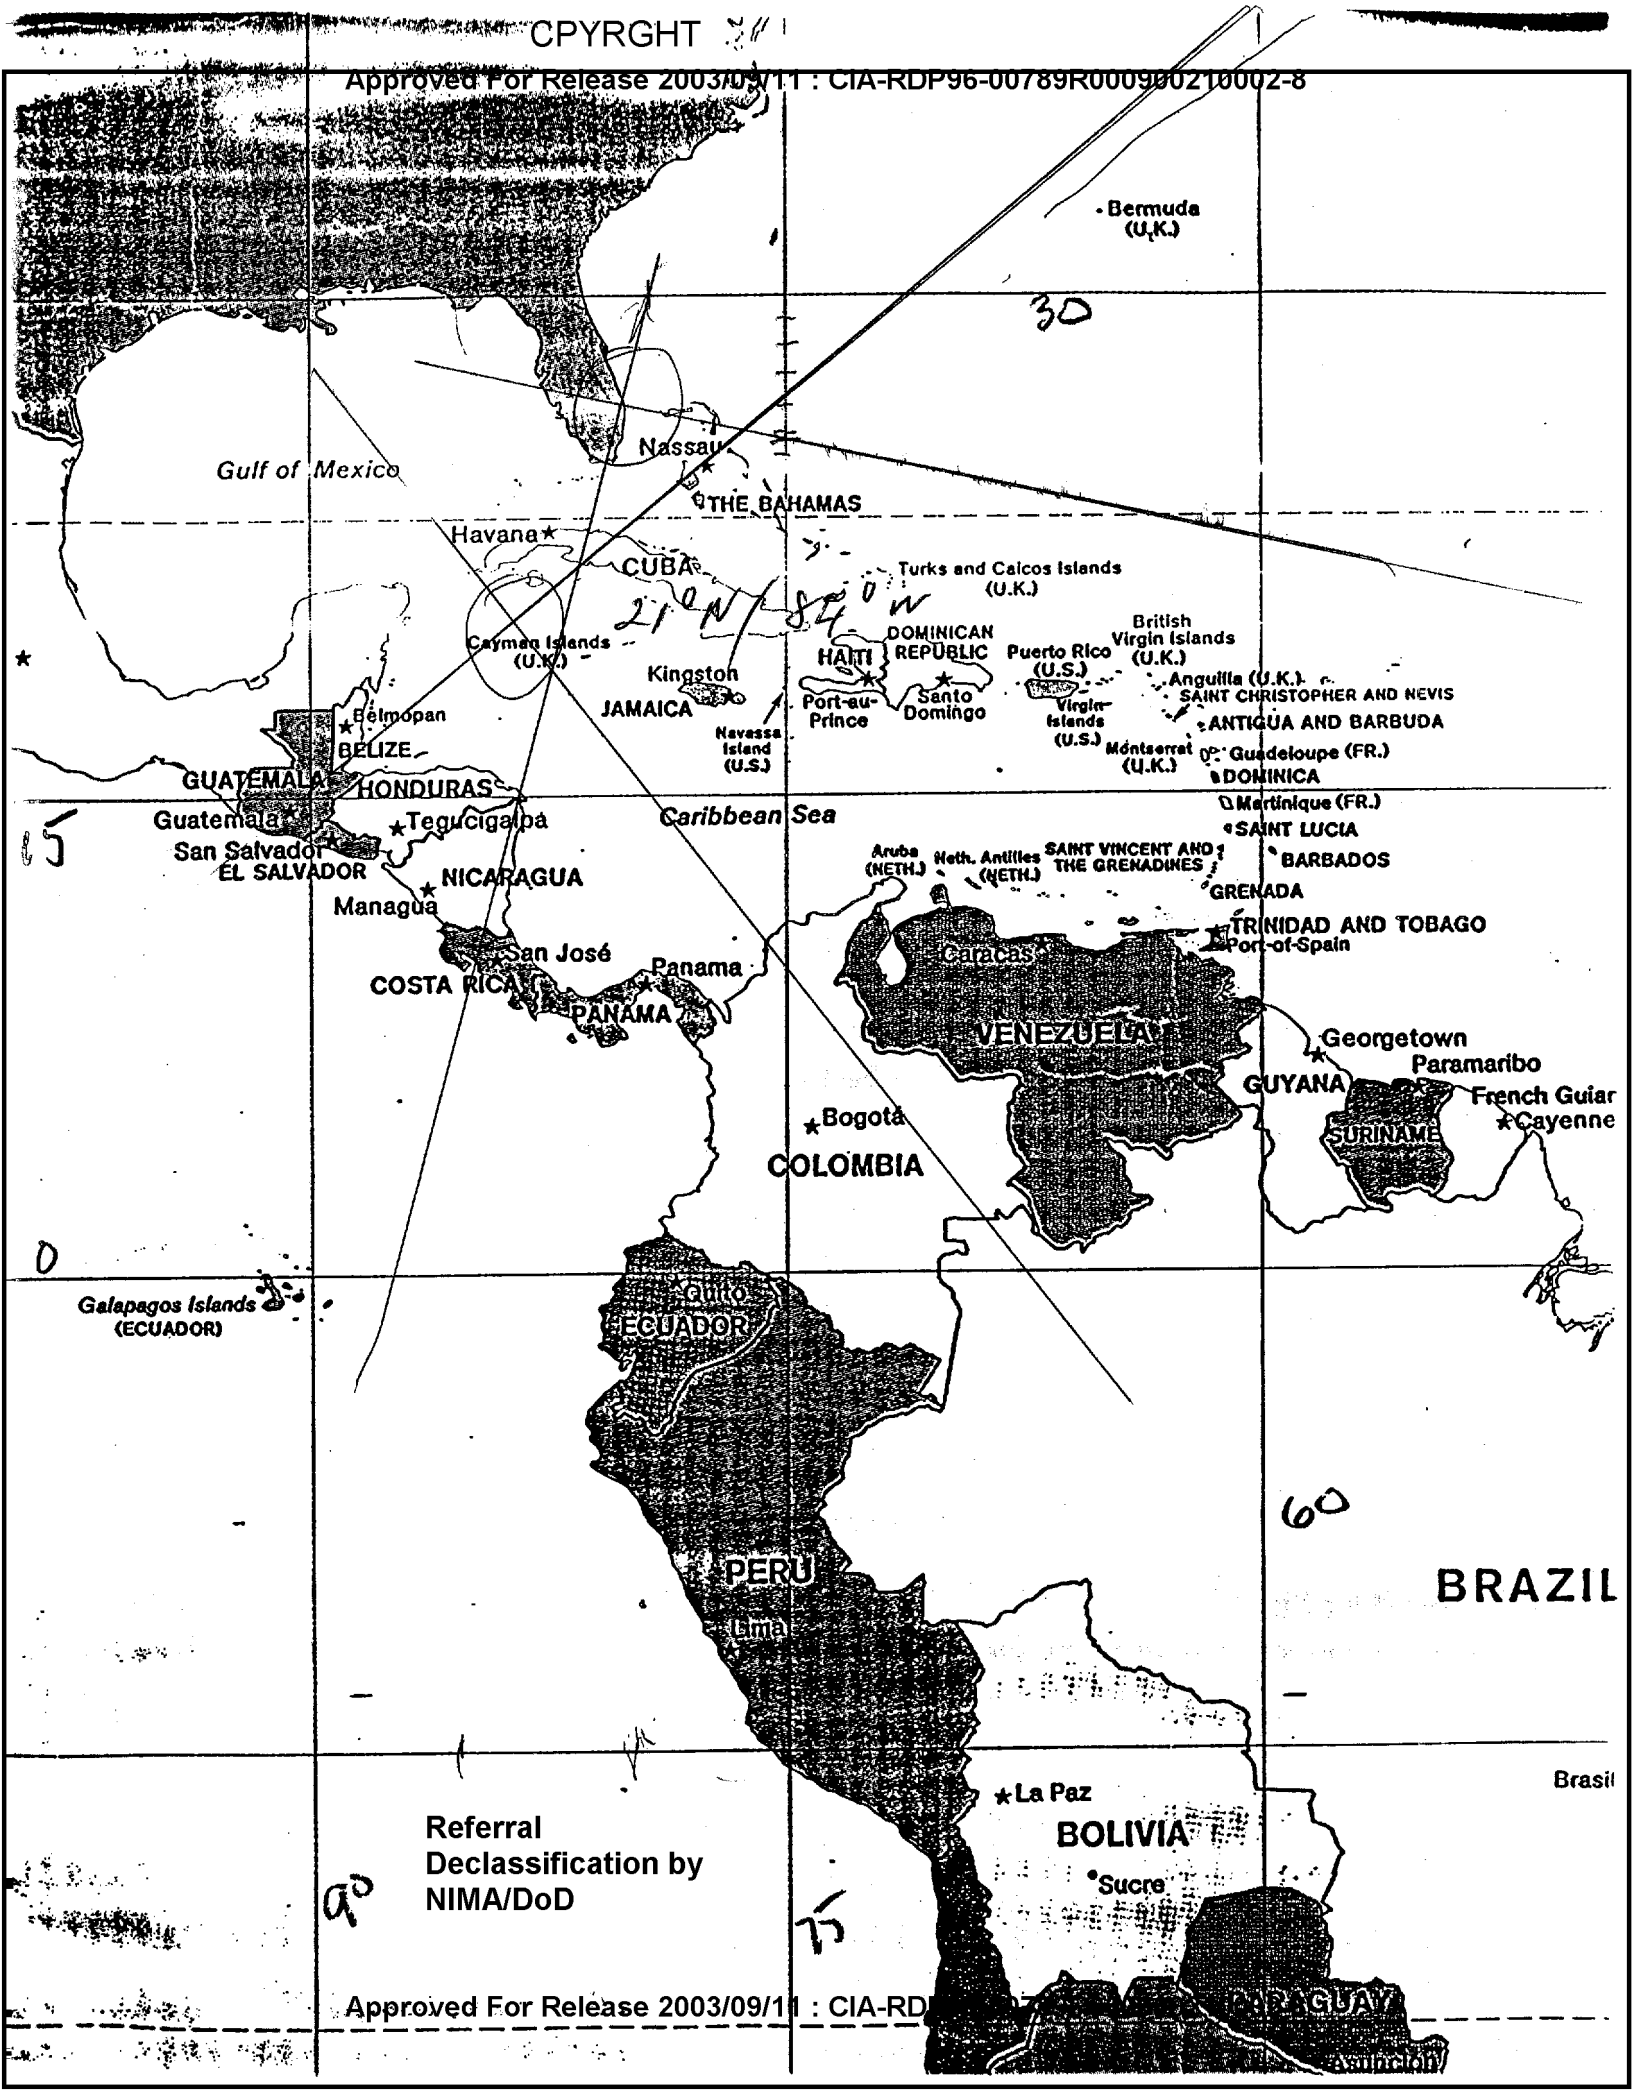 CPYRGHT
Approved For Release 2003/09/11 : CIA-RDP96-00789R000900210002-8
Bermuda
(U.K.)
30
Nassau
Gulf of Mexico
THE BAHAMAS
Havana
CUBA
Turks and Caicos Islands
(U.K.)
21°N/84°W
Cayman Islands
(U.K.)
HAITI
DOMINICAN
REPUBLIC
Puerto Rico
(U.S.)
British
Virgin Islands
(U.K.)
Kingston
JAMAICA
Port-au-
Prince
Santo
Domingo
Virgin
Islands
(U.S.)
Anguilla (U.K.)
SAINT CHRISTOPHER AND NEVIS
ANTIGUA AND BARBUDA
Navassa
Island
(U.S.)
Montserrat
(U.K.)
Guadeloupe (FR.)
DOMINICA
Belmopan
BELIZE
GUATEMALA
HONDURAS
Guatemala
Tegucigalpa
Caribbean Sea
Martinique (FR.)
15
San Salvador
EL SALVADOR
SAINT LUCIA
Aruba
(NETH.)
Neth. Antilles
(NETH.)
SAINT VINCENT AND
THE GRENADINES
BARBADOS
NICARAGUA
GRENADA
Managua
TRINIDAD AND TOBAGO
Port-of-Spain
San José
Panama
Caracas
COSTA RICA
PANAMA
VENEZUELA
Georgetown
Paramaribo
GUYANA
French Guiar
Cayenne
Bogotá
SURINAME
COLOMBIA
0
Galapagos Islands
(ECUADOR)
Quito
ECUADOR
60
PERU
BRAZIL
Lima
La Paz
Brasil
BOLIVIA
Referral
Declassification by
NIMA/DoD
Sucre
90
75
Approved For Release 2003/09/11 : CIA-RD
PARAGUAY
Asunción